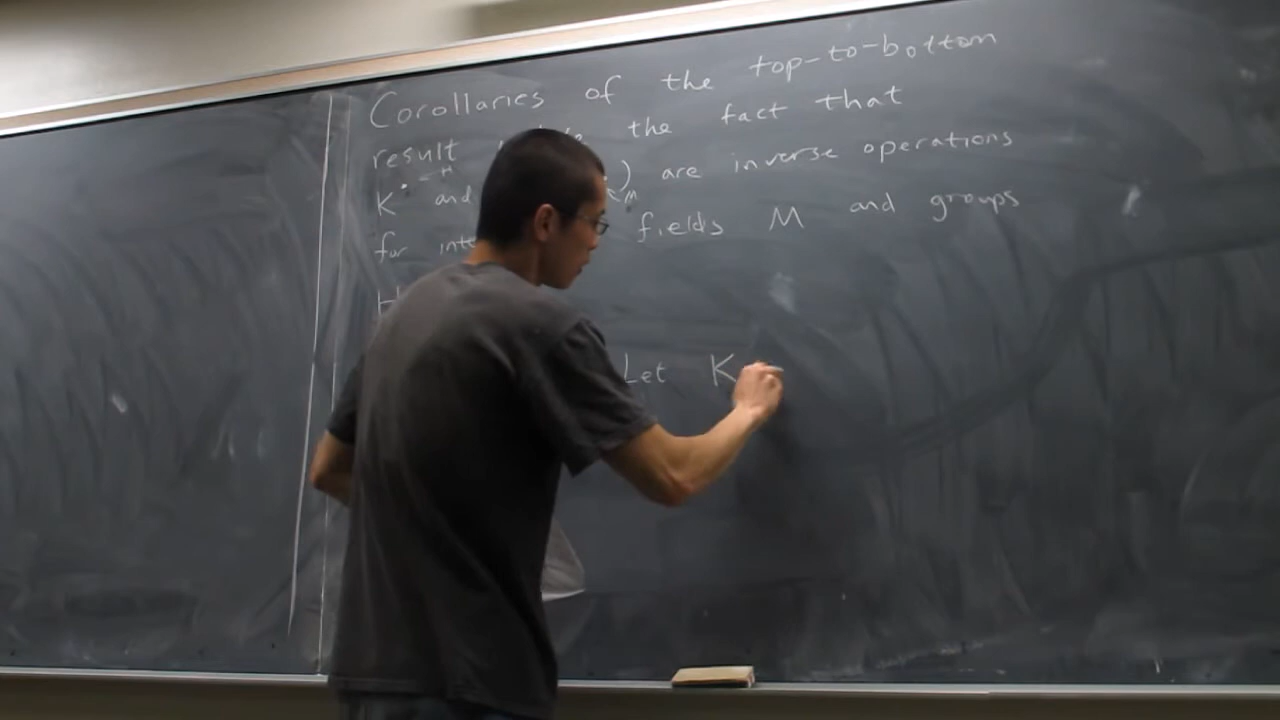 Corollaries of the top-to-bottom
result the fact that
K and ) are inverse operations
for fields M and groups
H
Let K